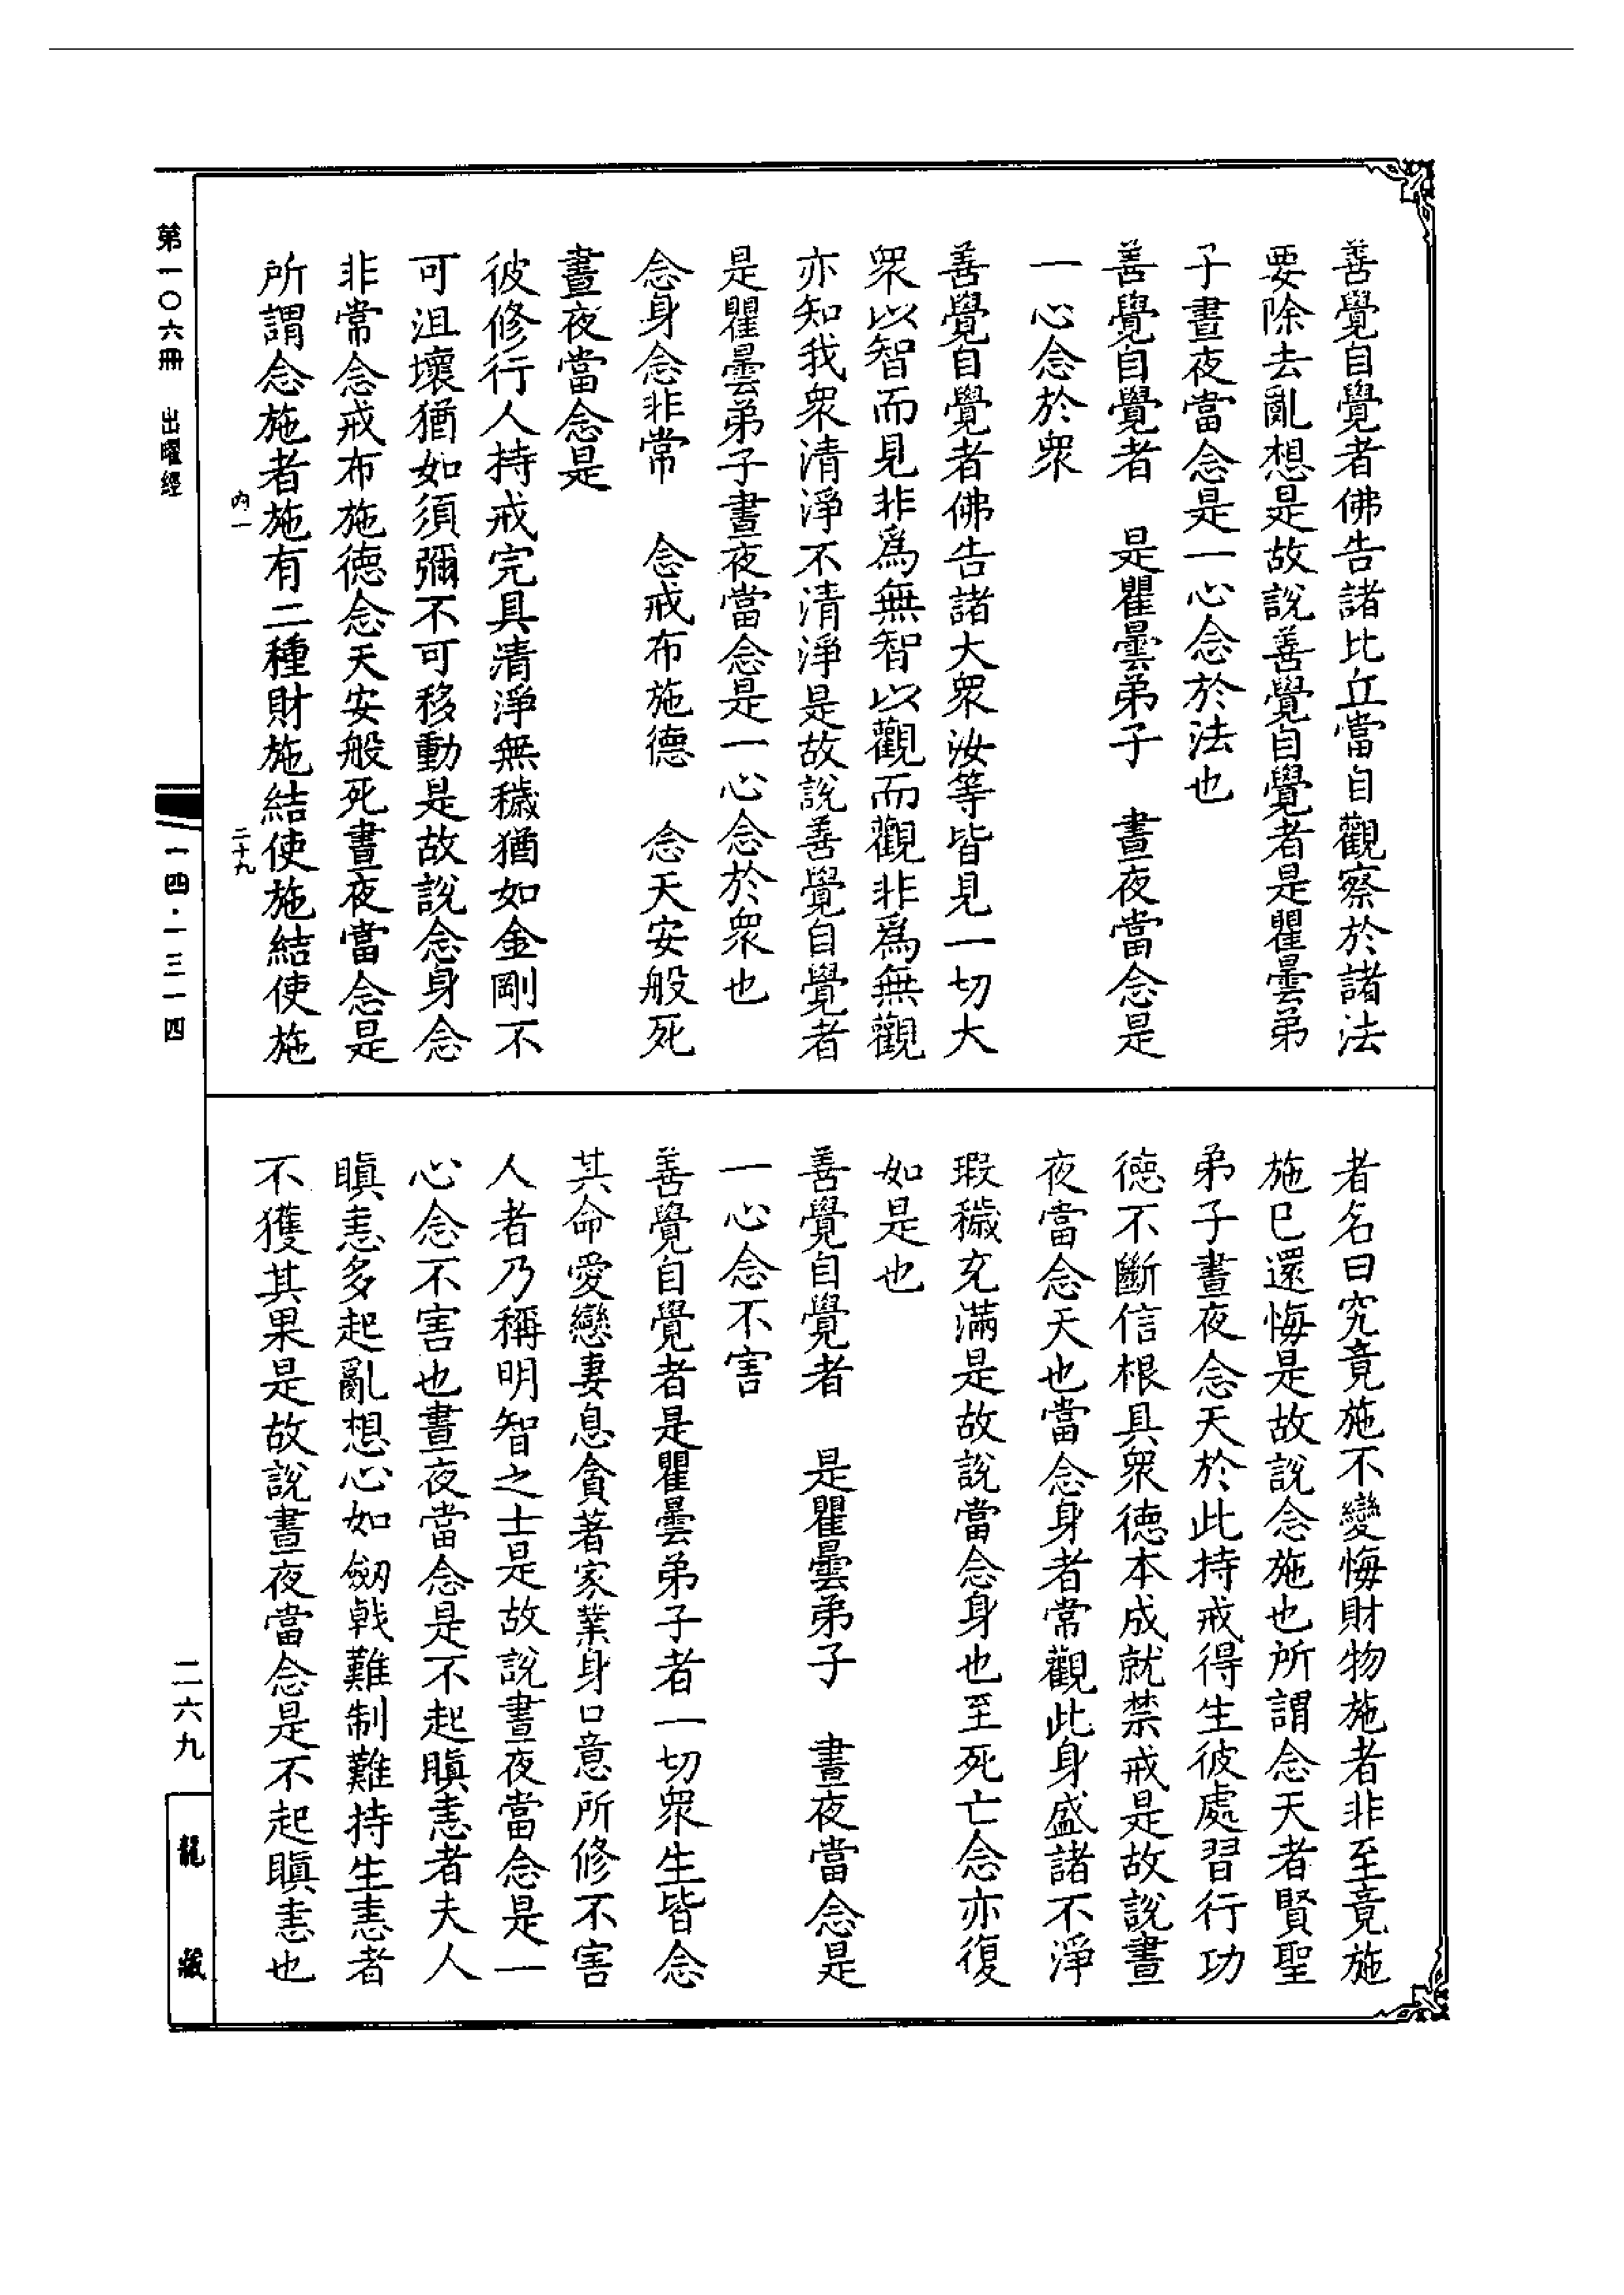 善覺自覺者佛告諸比丘當自觀察於諸法
要除去亂想是故說善覺自覺者是瞿曇弟
子晝夜當念是一心念於法也
善覺自覺者　是瞿曇弟子　晝夜當念是
一心念於眾
善覺自覺者佛告諸大眾汝等皆見一切大
眾以智而見非為無智以觀而觀非為無觀
亦知我眾清淨不清淨是故說善覺自覺者
是瞿曇弟子晝夜當念是一心念於眾也
念身念非常　念戒布施德　念天安般死
晝夜當念是
彼修行人持戒完具清淨無穢猶如金剛不
可沮壞猶如須彌不可移動是故說念身念
非常念戒布施德念天安般死晝夜當念是
所謂念施者施有二種財施結使施結使施
內一　二十九
第一〇六冊　出曜經
一四·一三一四
者名曰究竟施不變悔財物施者非至竟施
施已還悔是故說念施也所謂念天者賢聖
弟子晝夜念天於此持戒得生彼處習行功
德不斷信根具眾德本成就禁戒是故說晝
夜當念天也當念身者常觀此身盛諸不淨
瑕穢充滿是故說當念身也至死亡念亦復
如是也
善覺自覺者　是瞿曇弟子　晝夜當念是
一心念不害
善覺自覺者是瞿曇弟子者一切眾生皆念
其命愛戀妻息貪著家業身口意所修不害
人者乃稱明智之士是故說晝夜當念是一
心念不害也晝夜當念是不起瞋恚者夫人
瞋恚多起亂想心如劒戟難制難持生恚者
不獲其果是故說晝夜當念是不起瞋恚也
二六九
龍藏